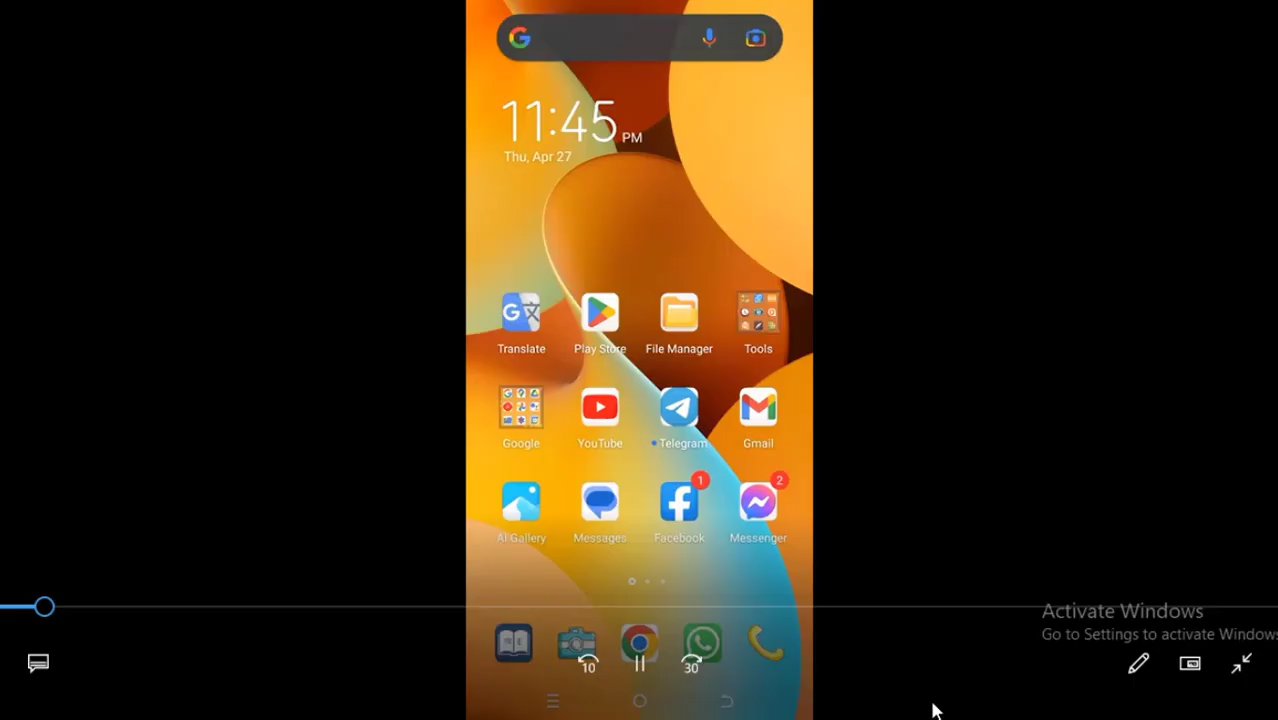 11:45 PM
Thu, Apr 27
Translate
Play Store
File Manager
Tools
Google
YouTube
Telegram
Gmail
1
2
AI Gallery
Messages
Facebook
Messenger
Activate Windows
Go to Settings to activate Windows
10
30